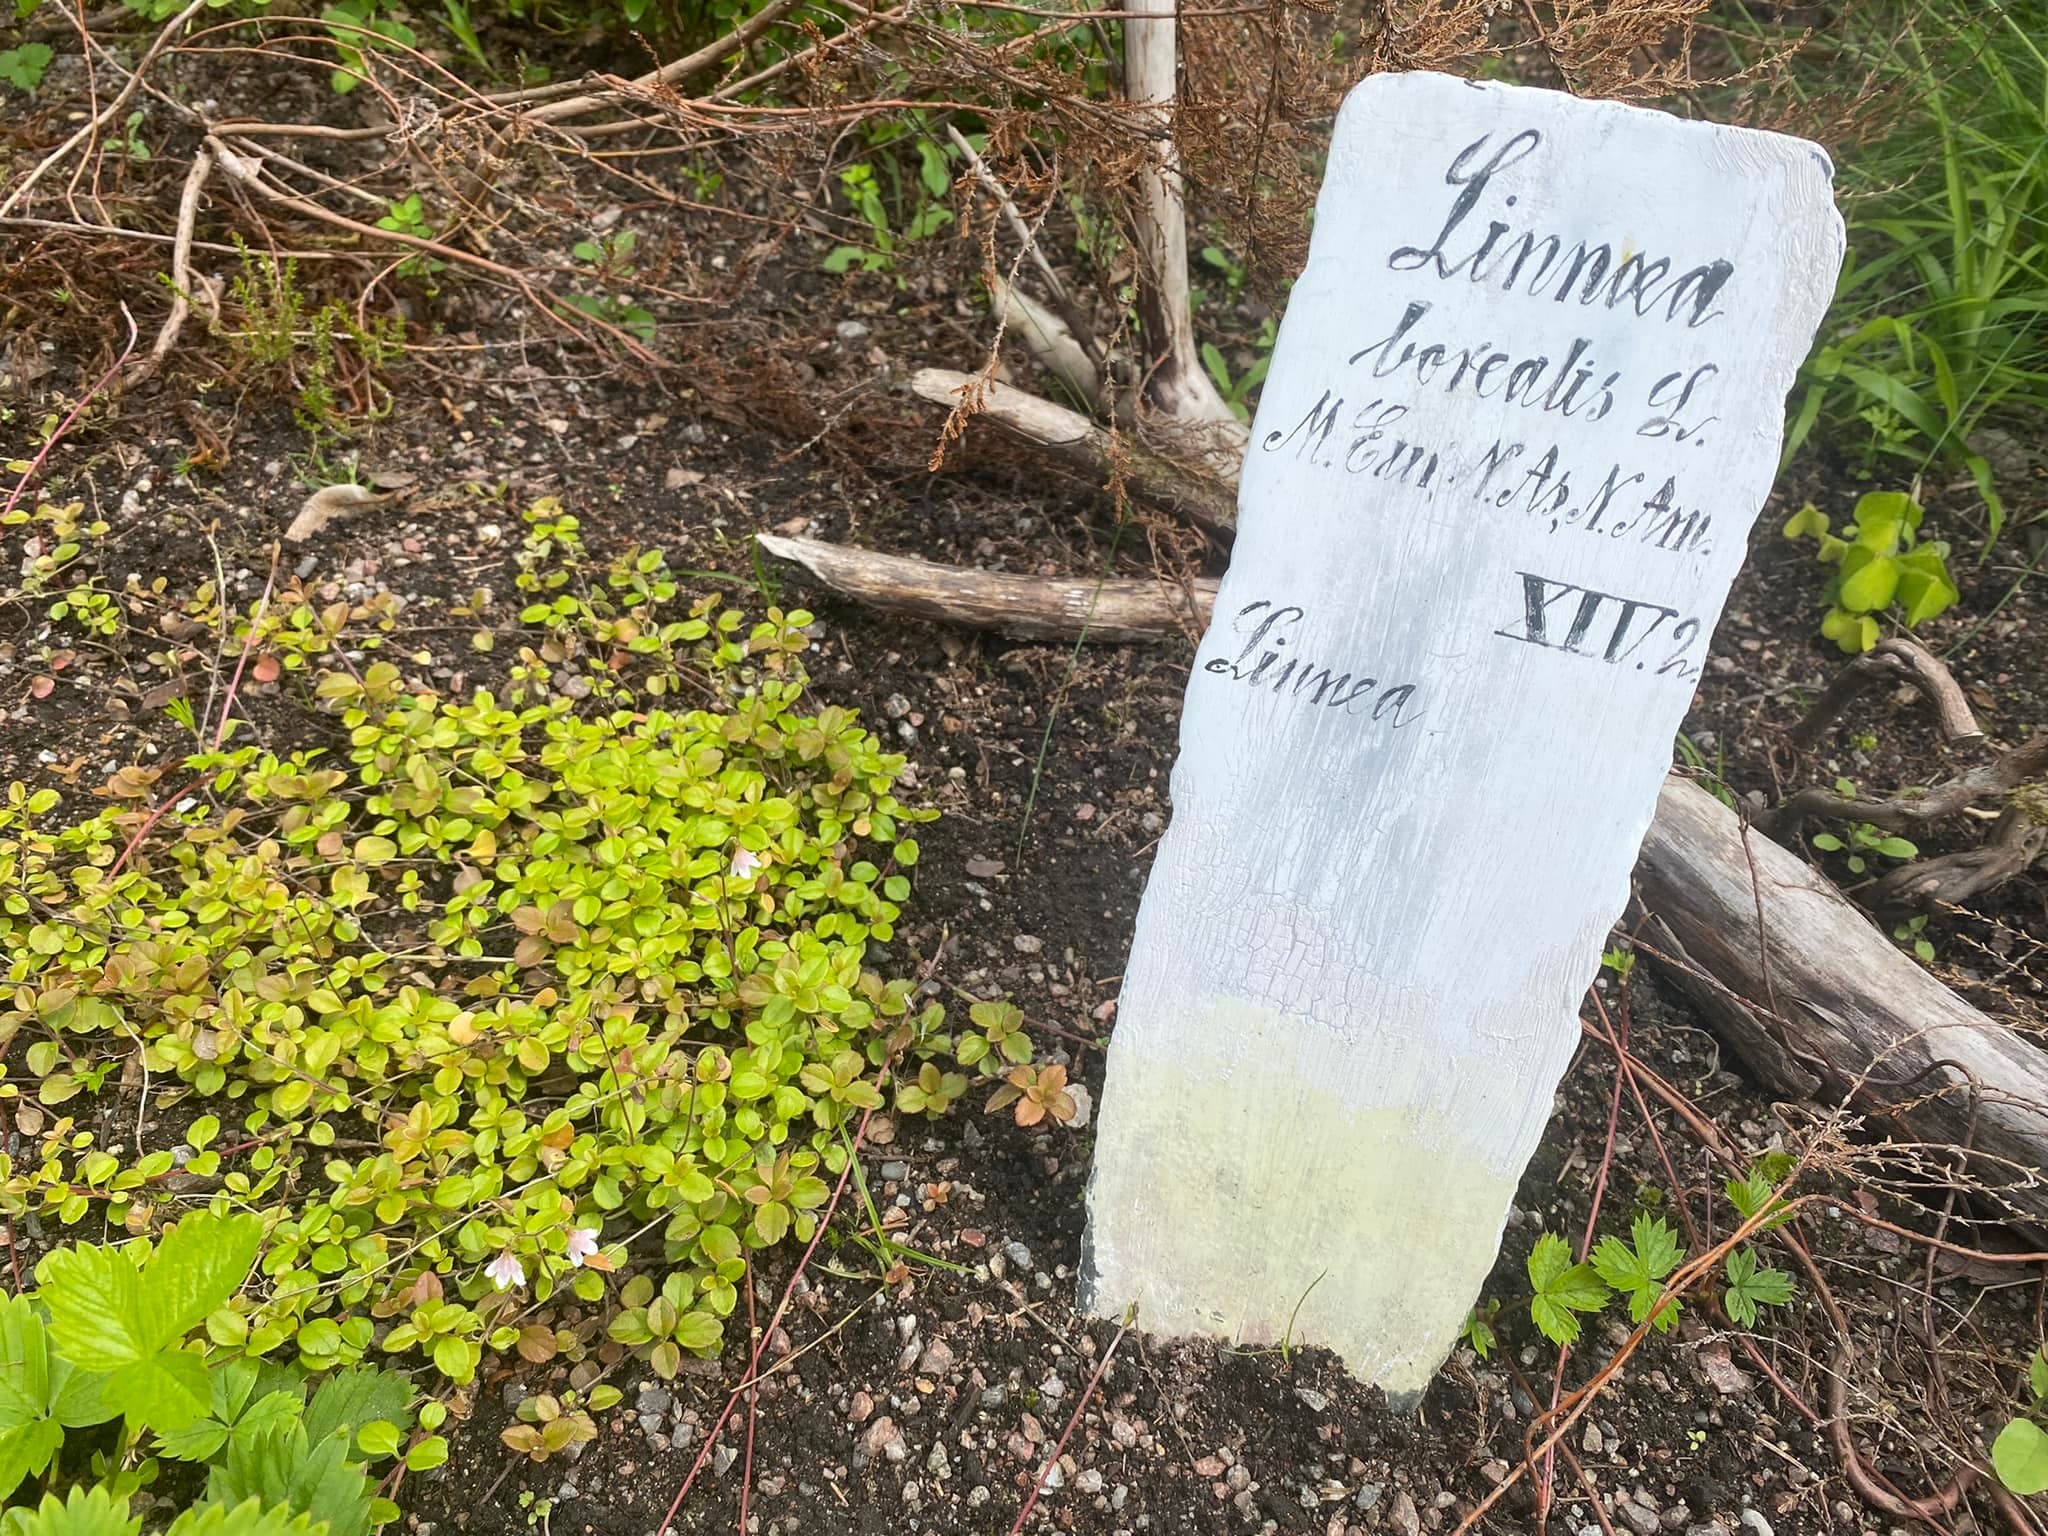 Linnæa
borealis L.
M. Eur. N. As, N. Am.
XIV. 2.
Linnea